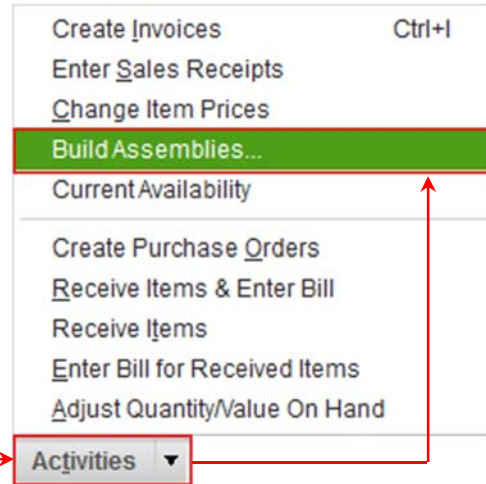 Create Invoices Ctrl+I
Enter Sales Receipts
Change Item Prices
Build Assemblies...
Current Availability
Create Purchase Orders
Receive Items & Enter Bill
Receive Items
Enter Bill for Received Items
Adjust Quantity/Value On Hand
Activities